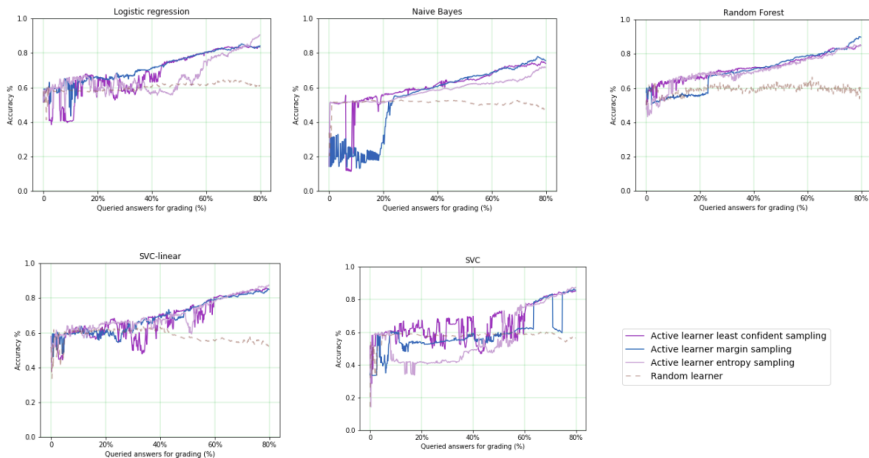 Logistic regression
1.0
0.8
0.6
0.4
0.2
0.0
Accuracy %
0
20%
40%
60%
80%
Queried answers for grading (%)
Naive Bayes
1.0
0.8
0.6
0.4
0.2
0.0
Accuracy %
0
20%
40%
60%
80%
Queried answers for grading (%)
Random Forest
1.0
0.8
0.6
0.4
0.2
0.0
Accuracy %
0
20%
40%
60%
80%
Queried answers for grading (%)
SVC-linear
1.0
0.8
0.6
0.4
0.2
0.0
Accuracy %
0
20%
40%
60%
80%
Queried answers for grading (%)
SVC
1.0
0.8
0.6
0.4
0.2
0.0
Accuracy %
0
20%
40%
60%
80%
Queried answers for grading (%)
Active learner least confident sampling
Active learner margin sampling
Active learner entropy sampling
Random learner